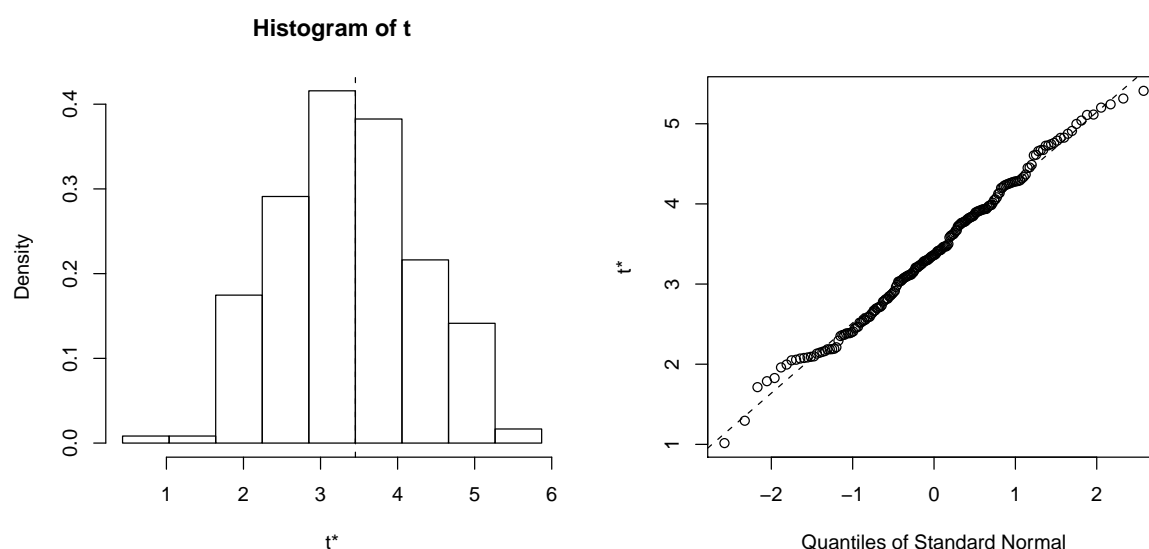 Histogram of t
Density
0.0
0.1
0.2
0.3
0.4
1 2 3 4 5 6
t*
t*
1
2
3
4
5
−2 −1 0 1 2
Quantiles of Standard Normal